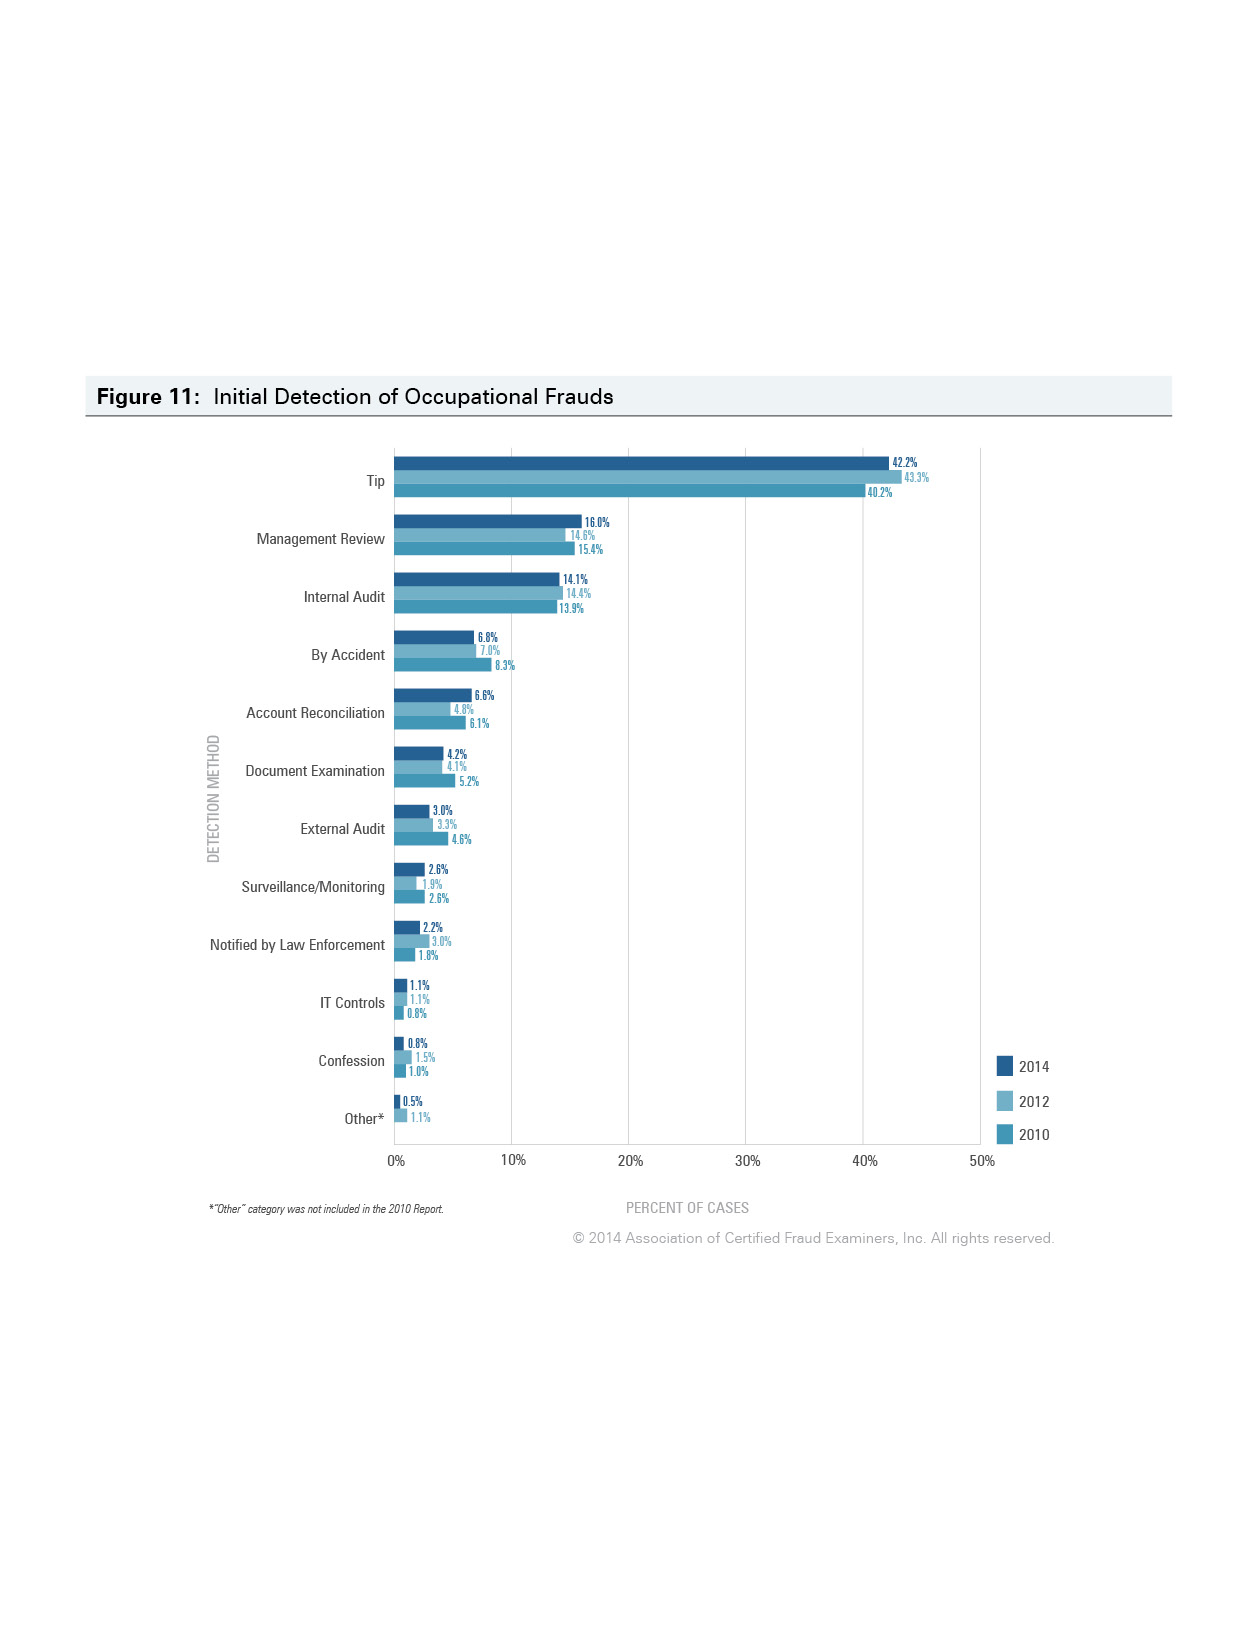 Figure 11: Initial Detection of Occupational Frauds
DETECTION METHOD
Tip
42.2%
43.3%
40.2%
Management Review
16.0%
14.6%
15.4%
Internal Audit
14.1%
14.4%
13.9%
By Accident
6.8%
7.0%
8.3%
Account Reconciliation
6.6%
4.8%
6.1%
Document Examination
4.2%
4.1%
5.2%
External Audit
3.0%
3.3%
4.6%
Surveillance/Monitoring
2.6%
1.9%
2.6%
Notified by Law Enforcement
2.2%
3.0%
1.8%
IT Controls
1.1%
1.1%
0.8%
Confession
0.8%
1.5%
1.0%
Other*
0.5%
1.1%
2014
2012
2010
0% 10% 20% 30% 40% 50%
*"Other" category was not included in the 2010 Report.
PERCENT OF CASES
© 2014 Association of Certified Fraud Examiners, Inc. All rights reserved.